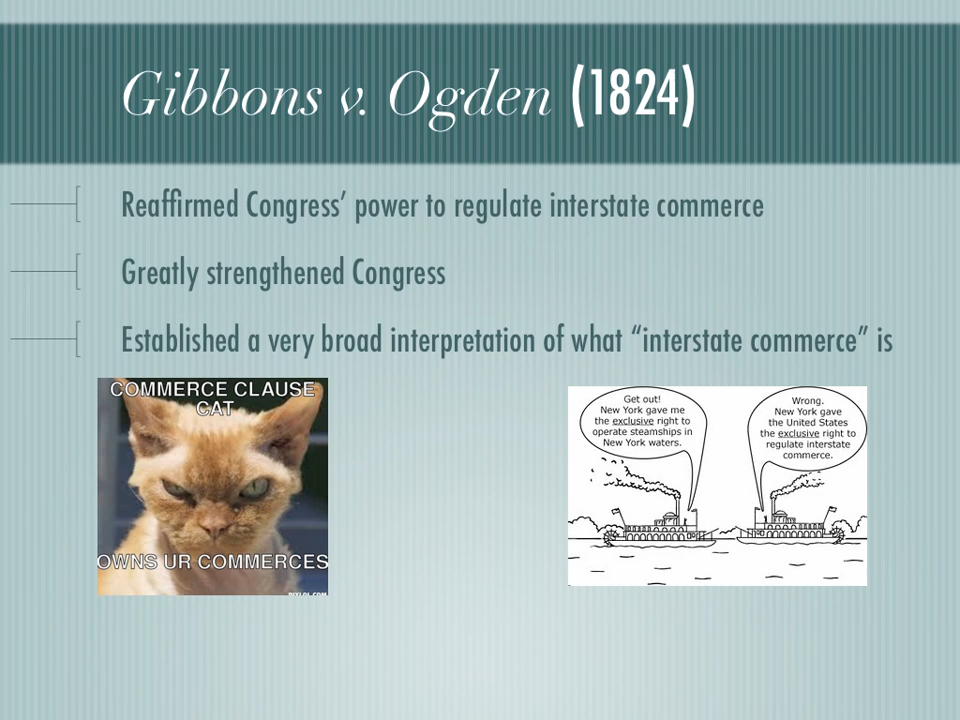 Gibbons v. Ogden (1824)
Reaffirmed Congress’ power to regulate interstate commerce
Greatly strengthened Congress
Established a very broad interpretation of what “interstate commerce” is
COMMERCE CLAUSE
CAT
OWNS UR COMMERCES
Get out!
New York gave me
the exclusive right to
operate steamships in
New York waters.
Wrong.
New York gave
the United States
the exclusive right to
regulate interstate
commerce.